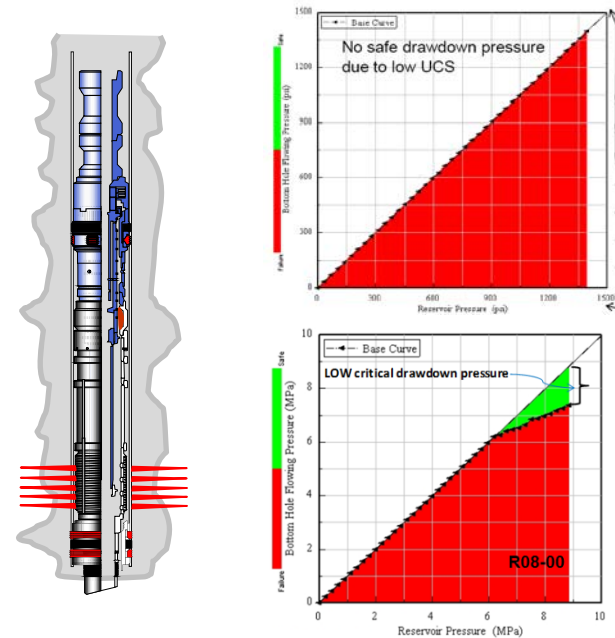 1500
Base Curve
No safe drawdown pressure
due to low UCS
1200
900
600
300
0
Safe
Failure
Bottom Hole Flowing Pressure (psi)
0
300
600
900
1200
1500
Reservoir Pressure (psi)
10
Base Curve
LOW critical drawdown pressure
8
6
4
2
0
Safe
Failure
Bottom Hole Flowing Pressure (MPa)
R08-00
0
2
4
6
8
10
Reservoir Pressure (MPa)